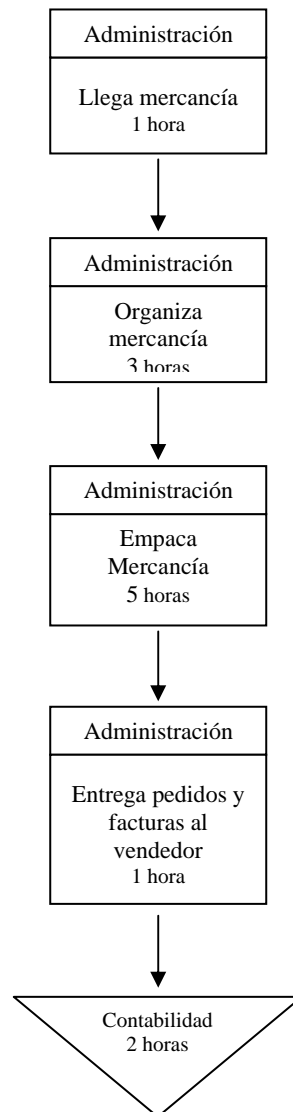 Administración
Llega mercancía
1 hora
Administración
Organiza
mercancía
3 horas
Administración
Empaca
Mercancía
5 horas
Administración
Entrega pedidos y
facturas al
vendedor
1 hora
Contabilidad
2 horas